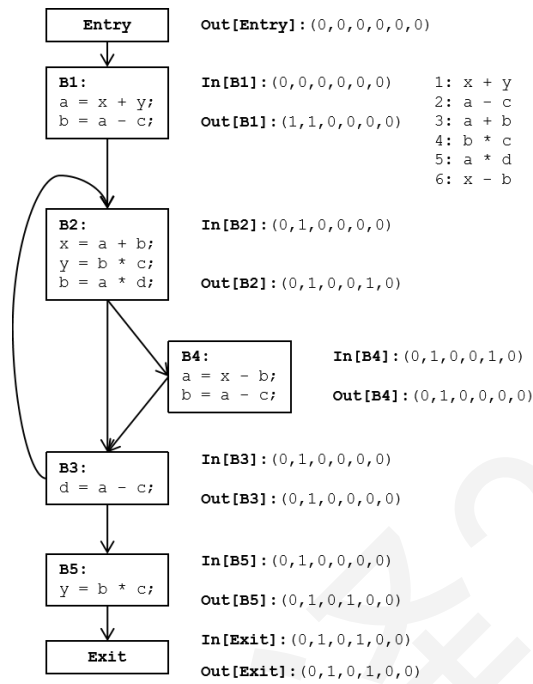 Entry Out[Entry]:(0,0,0,0,0,0)
B1: In[B1]:(0,0,0,0,0,0) 1: x + y
a = x + y; 2: a - c
b = a - c; Out[B1]:(1,1,0,0,0,0) 3: a + b
4: b * c
5: a * d
6: x - b
B2: In[B2]:(0,1,0,0,0,0)
x = a + b;
y = b * c;
b = a * d; Out[B2]:(0,1,0,0,1,0)
B4: In[B4]:(0,1,0,0,1,0)
a = x - b;
b = a - c; Out[B4]:(0,1,0,0,0,0)
B3: In[B3]:(0,1,0,0,0,0)
d = a - c; Out[B3]:(0,1,0,0,0,0)
B5: In[B5]:(0,1,0,0,0,0)
y = b * c; Out[B5]:(0,1,0,1,0,0)
Exit In[Exit]:(0,1,0,1,0,0)
Out[Exit]:(0,1,0,1,0,0)